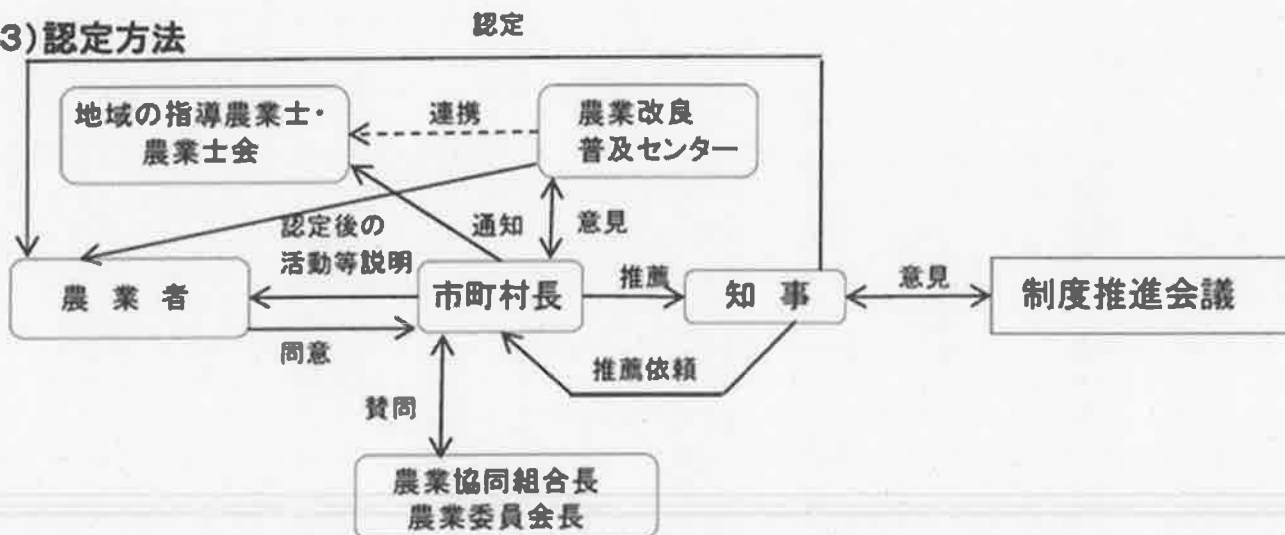 3)認定方法
認定
地域の指導農業士・
農業士会
連携
農業改良
普及センター
認定後の
活動等説明
通知
意見
農業者
市町村長
推薦
知事
意見
制度推進会議
同意
推薦依頼
賛同
農業協同組合長
農業委員会長